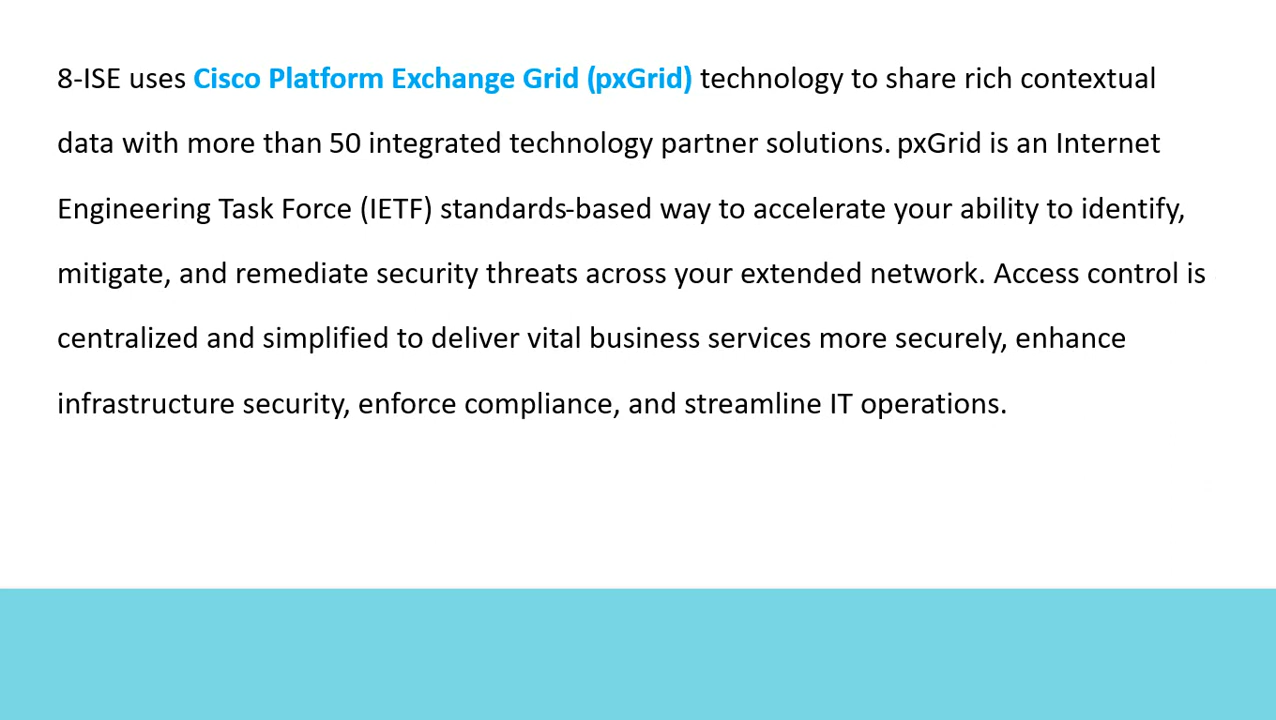 8-ISE uses Cisco Platform Exchange Grid (pxGrid) technology to share rich contextual
data with more than 50 integrated technology partner solutions. pxGrid is an Internet
Engineering Task Force (IETF) standards-based way to accelerate your ability to identify,
mitigate, and remediate security threats across your extended network. Access control is
centralized and simplified to deliver vital business services more securely, enhance
infrastructure security, enforce compliance, and streamline IT operations.